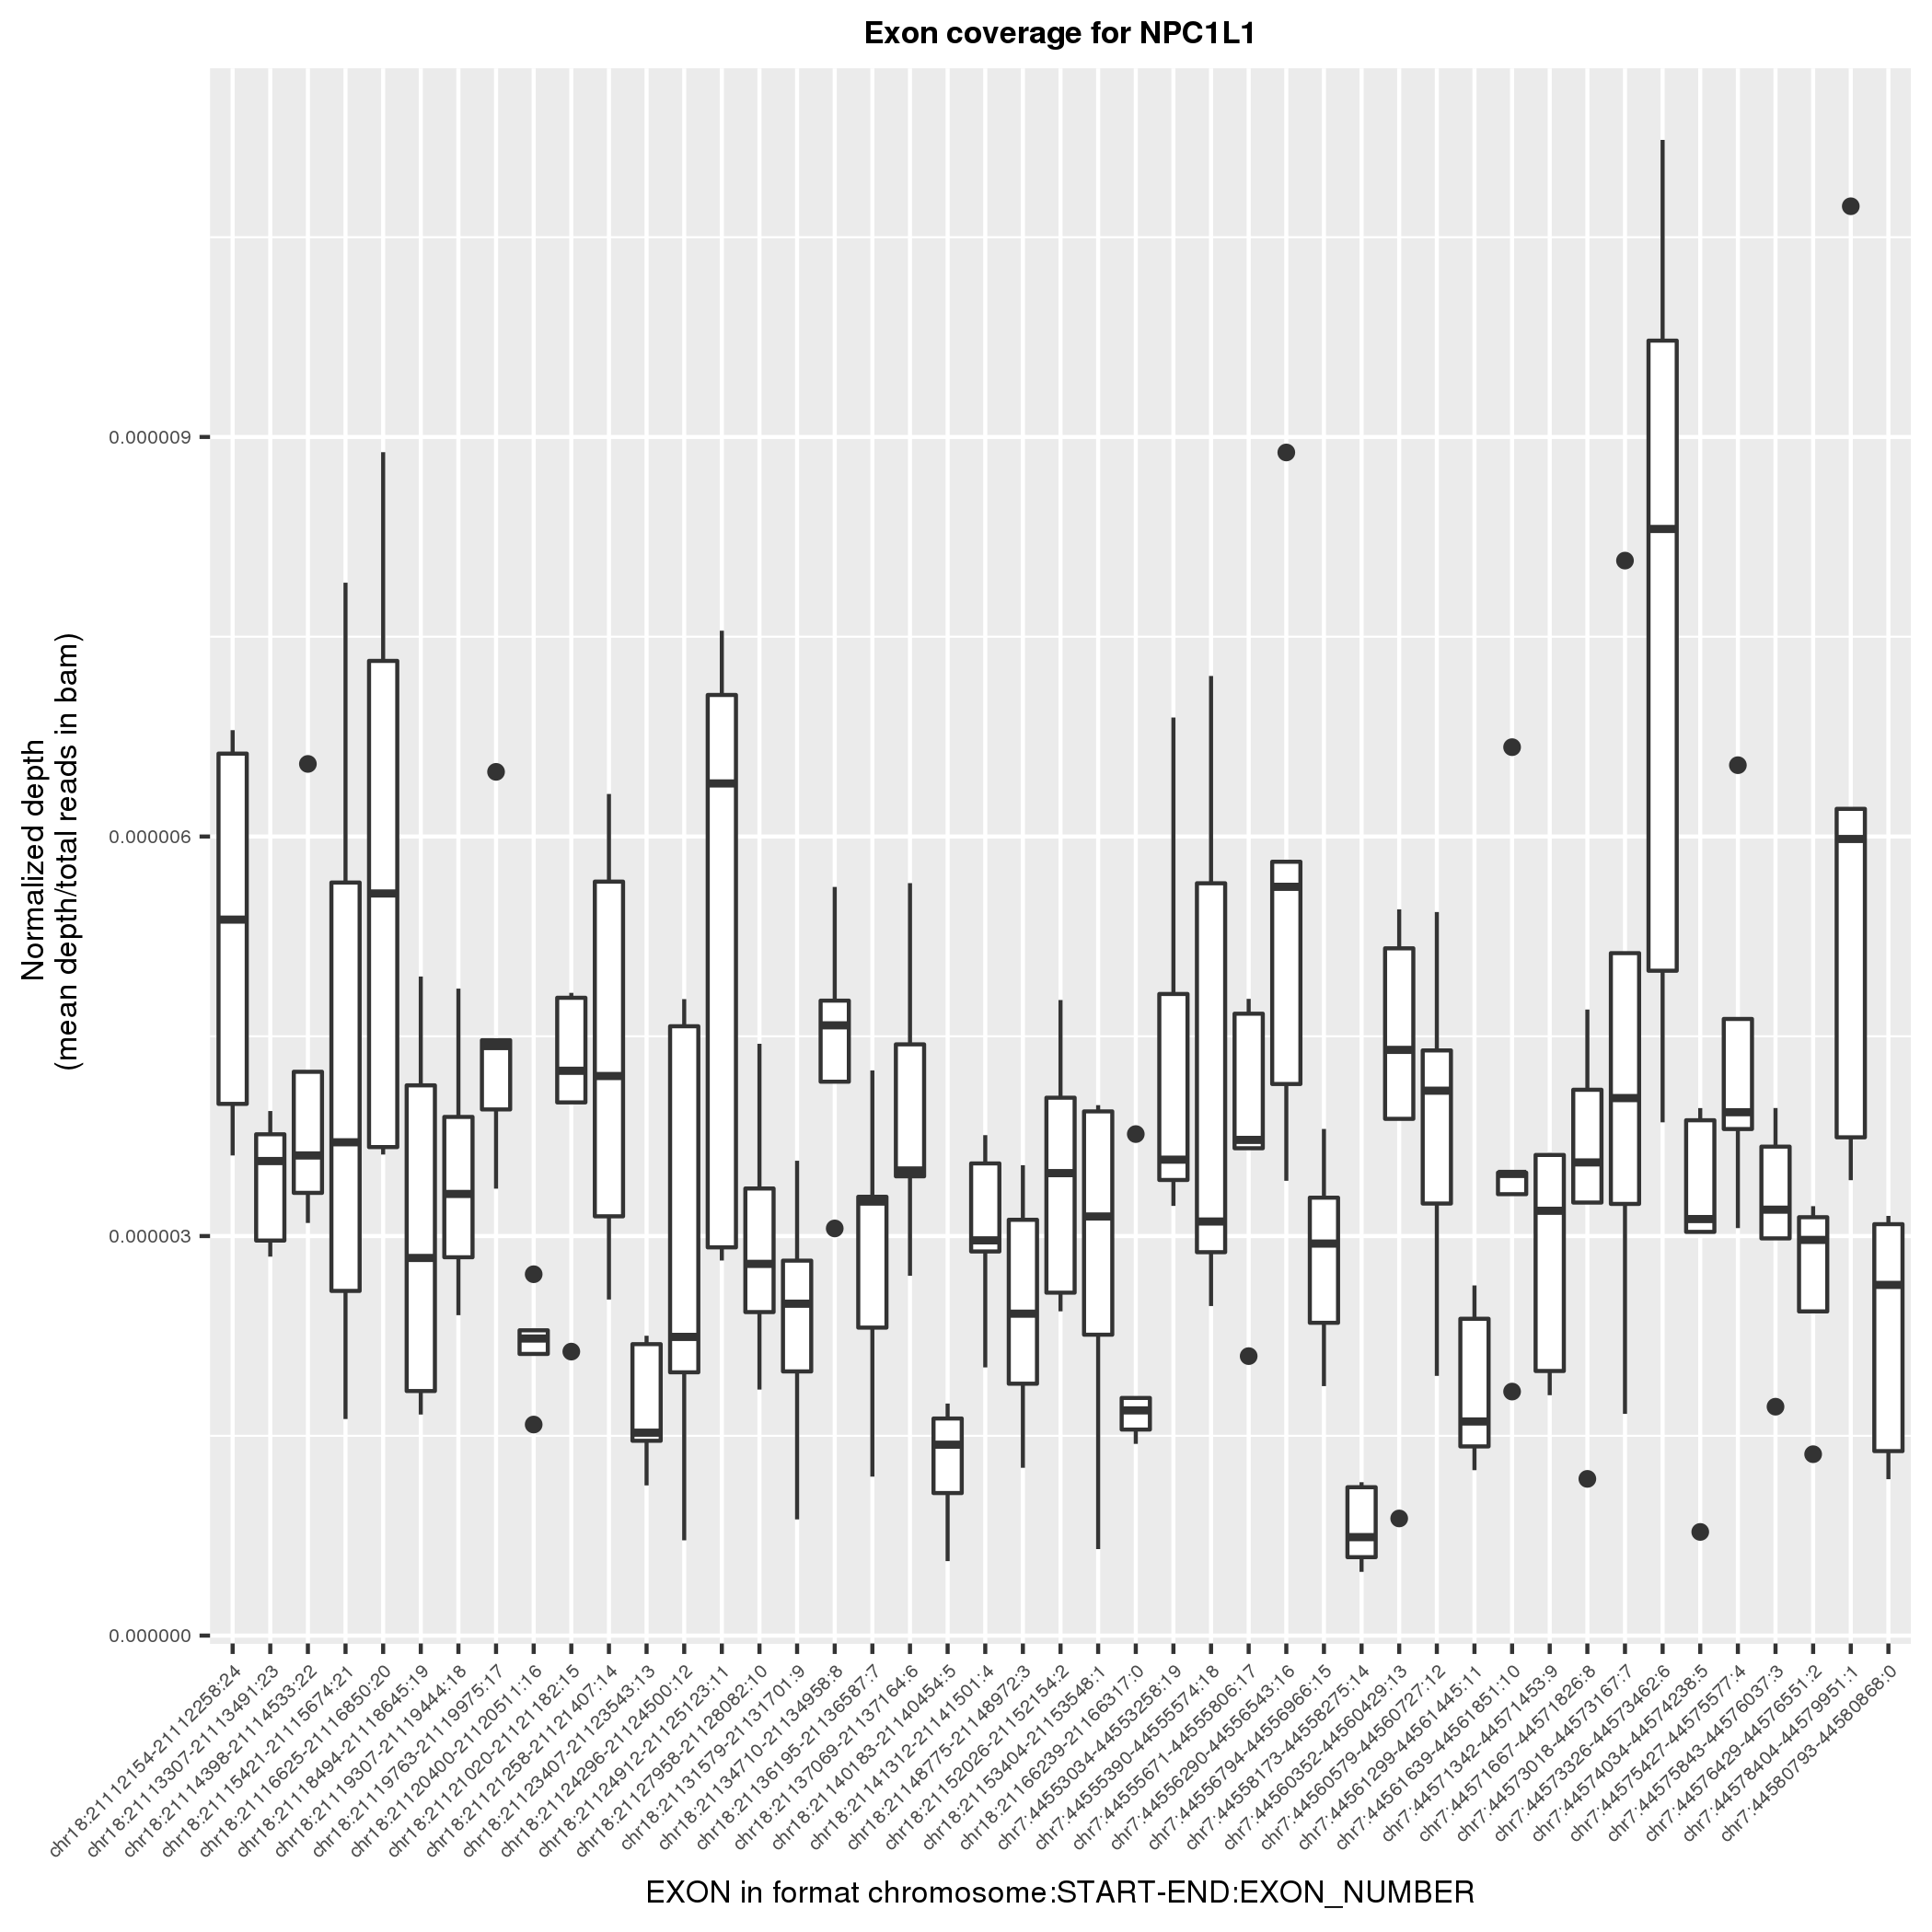 Exon coverage for NPC1L1
Normalized depth
(mean depth/total reads in bam)
0.000009
0.000006
0.000003
0.000000
chr18:21112154-21112258:24
chr18:21113307-21113491:23
chr18:21114398-21114533:22
chr18:21115421-21115674:21
chr18:21116625-21116850:20
chr18:21118494-21118645:19
chr18:21119307-21119444:18
chr18:21119763-21119975:17
chr18:21120400-21120511:16
chr18:21121020-21121182:15
chr18:21121258-21121407:14
chr18:21123407-21123543:13
chr18:21124296-21124500:12
chr18:21124912-21125123:11
chr18:21127958-21128082:10
chr18:21131579-21131701:9
chr18:21134710-21134958:8
chr18:21136195-21136587:7
chr18:21137069-21137164:6
chr18:21140183-21140454:5
chr18:21141312-21141501:4
chr18:21148775-21148972:3
chr18:21152026-21152154:2
chr18:21153404-21153548:1
chr18:21166239-21166317:0
chr7:44553034-44553258:19
chr7:44555390-44555574:18
chr7:44555671-44555806:17
chr7:44556290-44556543:16
chr7:44556794-44556966:15
chr7:44558173-44558275:14
chr7:44560352-44560429:13
chr7:44560579-44560727:12
chr7:44561299-44561445:11
chr7:44561639-44561851:10
chr7:44571342-44571453:9
chr7:44571667-44571826:8
chr7:44573018-44573167:7
chr7:44573326-44573462:6
chr7:44574034-44574238:5
chr7:44575427-44575577:4
chr7:44575843-44576037:3
chr7:44576429-44576551:2
chr7:44578404-44579951:1
chr7:44580793-44580868:0
EXON in format chromosome:START-END:EXON_NUMBER